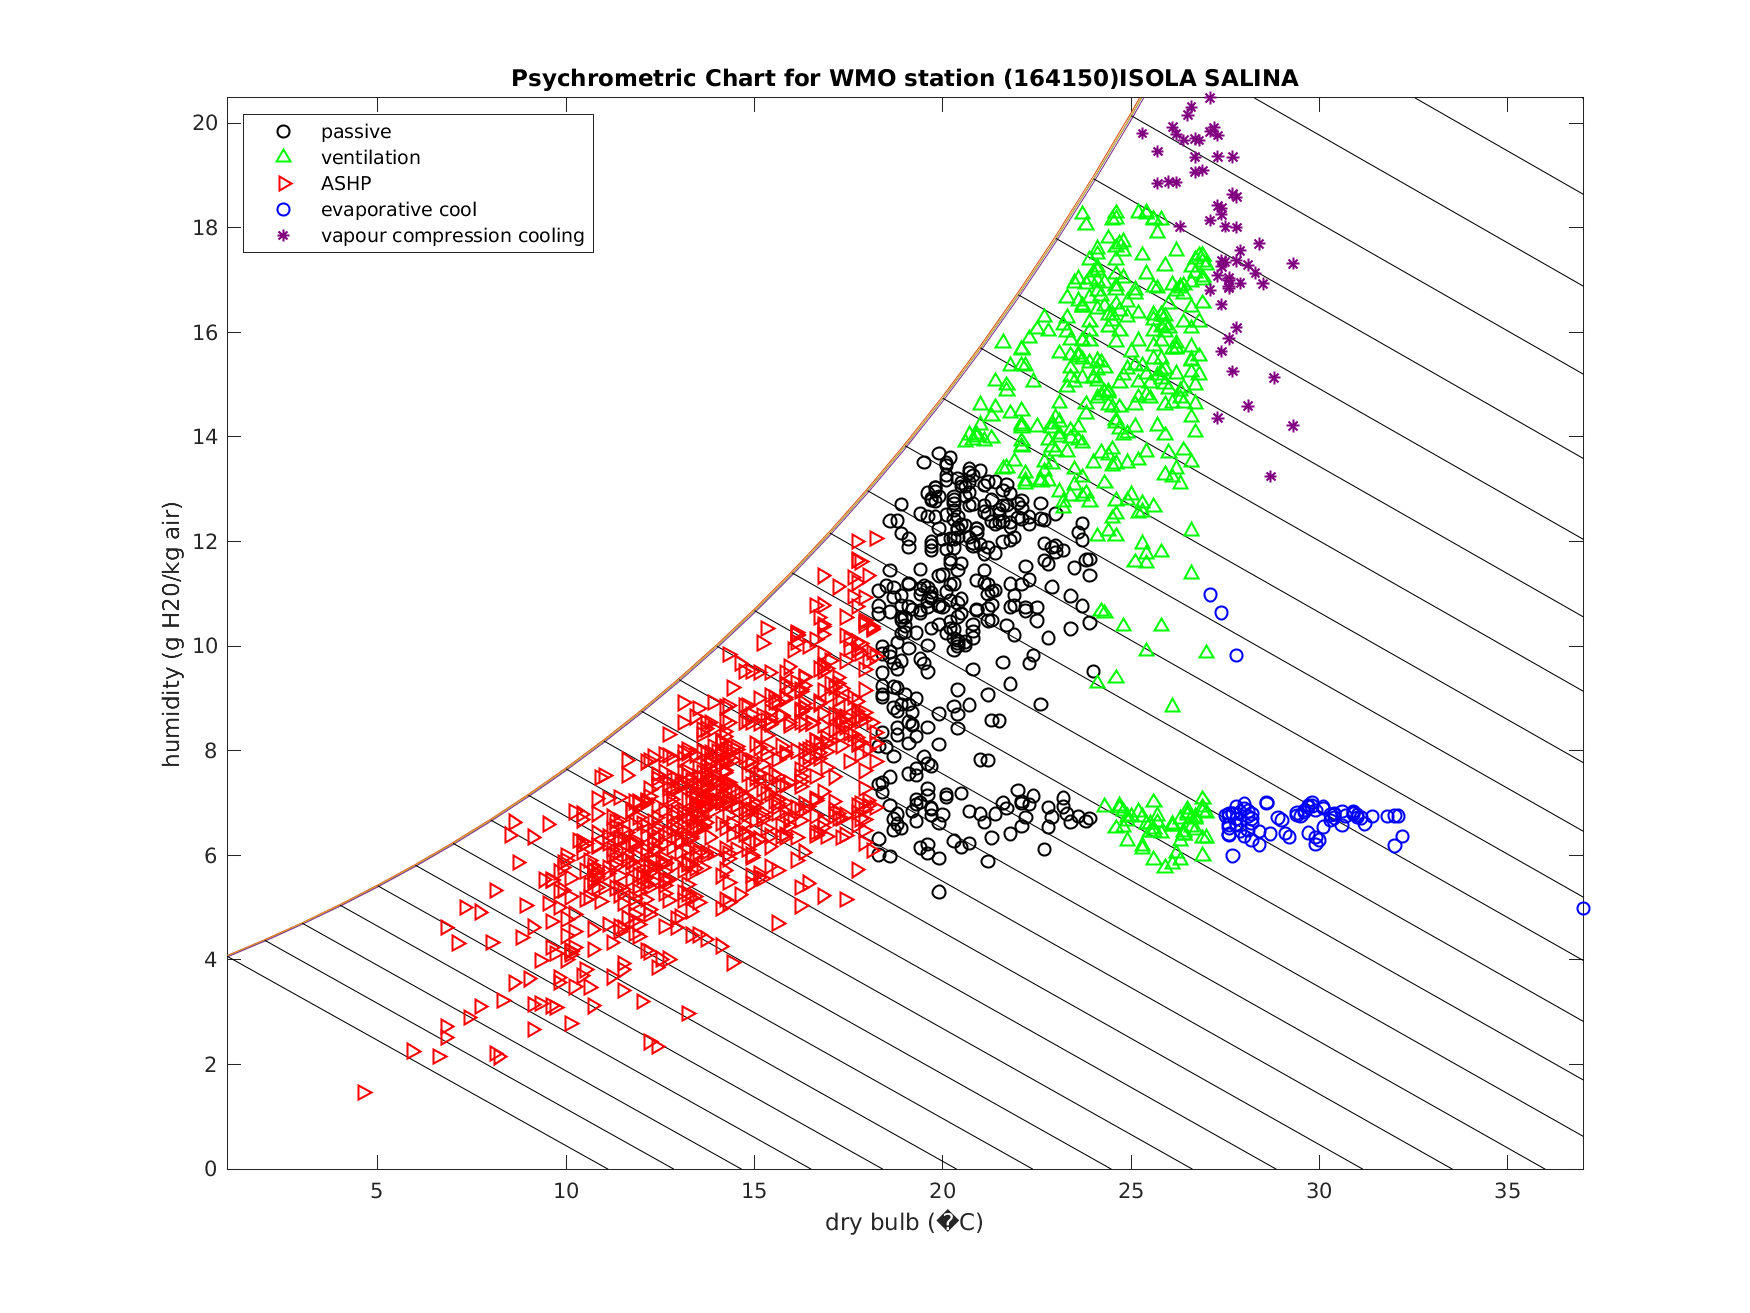 Psychrometric Chart for WMO station (164150)ISOLA SALINA
passive
ventilation
ASHP
evaporative cool
vapour compression cooling
humidity (g H20/kg air)
20
18
16
14
12
10
8
6
4
2
0
5 10 15 20 25 30 35
dry bulb (�C)